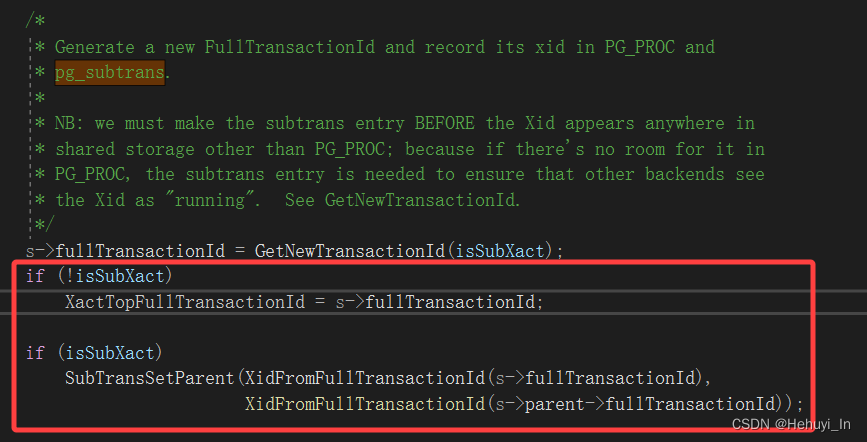 /*
* Generate a new FullTransactionId and record its xid in PG_PROC and
* pg_subtrans.
*
* NB: we must make the subtrans entry BEFORE the Xid appears anywhere in
* shared storage other than PG_PROC; because if there's no room for it in
* PG_PROC, the subtrans entry is needed to ensure that other backends see
* the Xid as "running".  See GetNewTransactionId.
*/
s->fullTransactionId = GetNewTransactionId(isSubXact);
if (!isSubXact)
XactTopFullTransactionId = s->fullTransactionId;
if (isSubXact)
SubTransSetParent(XidFromFullTransactionId(s->fullTransactionId),
XidFromFullTransactionId(s->parent->fullTransactionId));
CSDN @Hehuyi_In